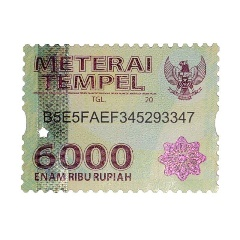 METERAI
TEMPEL
TGL. 20
B5E5FAEF345293347
6000
ENAM RIBU RUPIAH